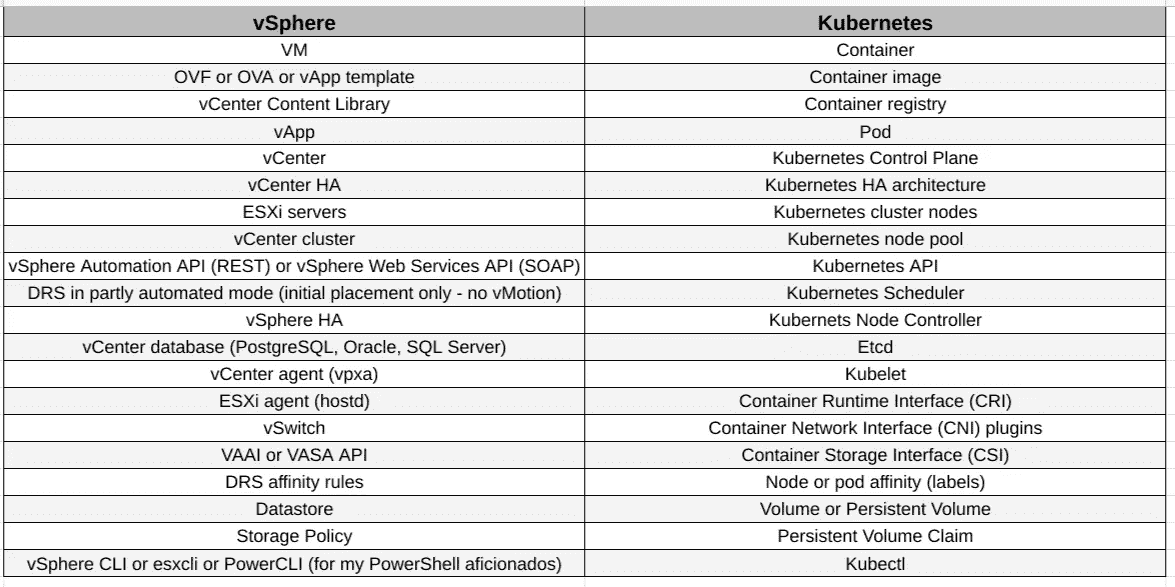 vSphere Kubernetes
VM Container
OVF or OVA or vApp template Container image
vCenter Content Library Container registry
vApp Pod
vCenter Kubernetes Control Plane
vCenter HA Kubernetes HA architecture
ESXi servers Kubernetes cluster nodes
vCenter cluster Kubernetes node pool
vSphere Automation API (REST) or vSphere Web Services API (SOAP) Kubernetes API
DRS in partly automated mode (initial placement only - no vMotion) Kubernetes Scheduler
vSphere HA Kubernets Node Controller
vCenter database (PostgreSQL, Oracle, SQL Server) Etcd
vCenter agent (vpxa) Kubelet
ESXi agent (hostd) Container Runtime Interface (CRI)
vSwitch Container Network Interface (CNI) plugins
VAAI or VASA API Container Storage Interface (CSI)
DRS affinity rules Node or pod affinity (labels)
Datastore Volume or Persistent Volume
Storage Policy Persistent Volume Claim
vSphere CLI or esxcli or PowerCLI (for my PowerShell aficionados) Kubectl